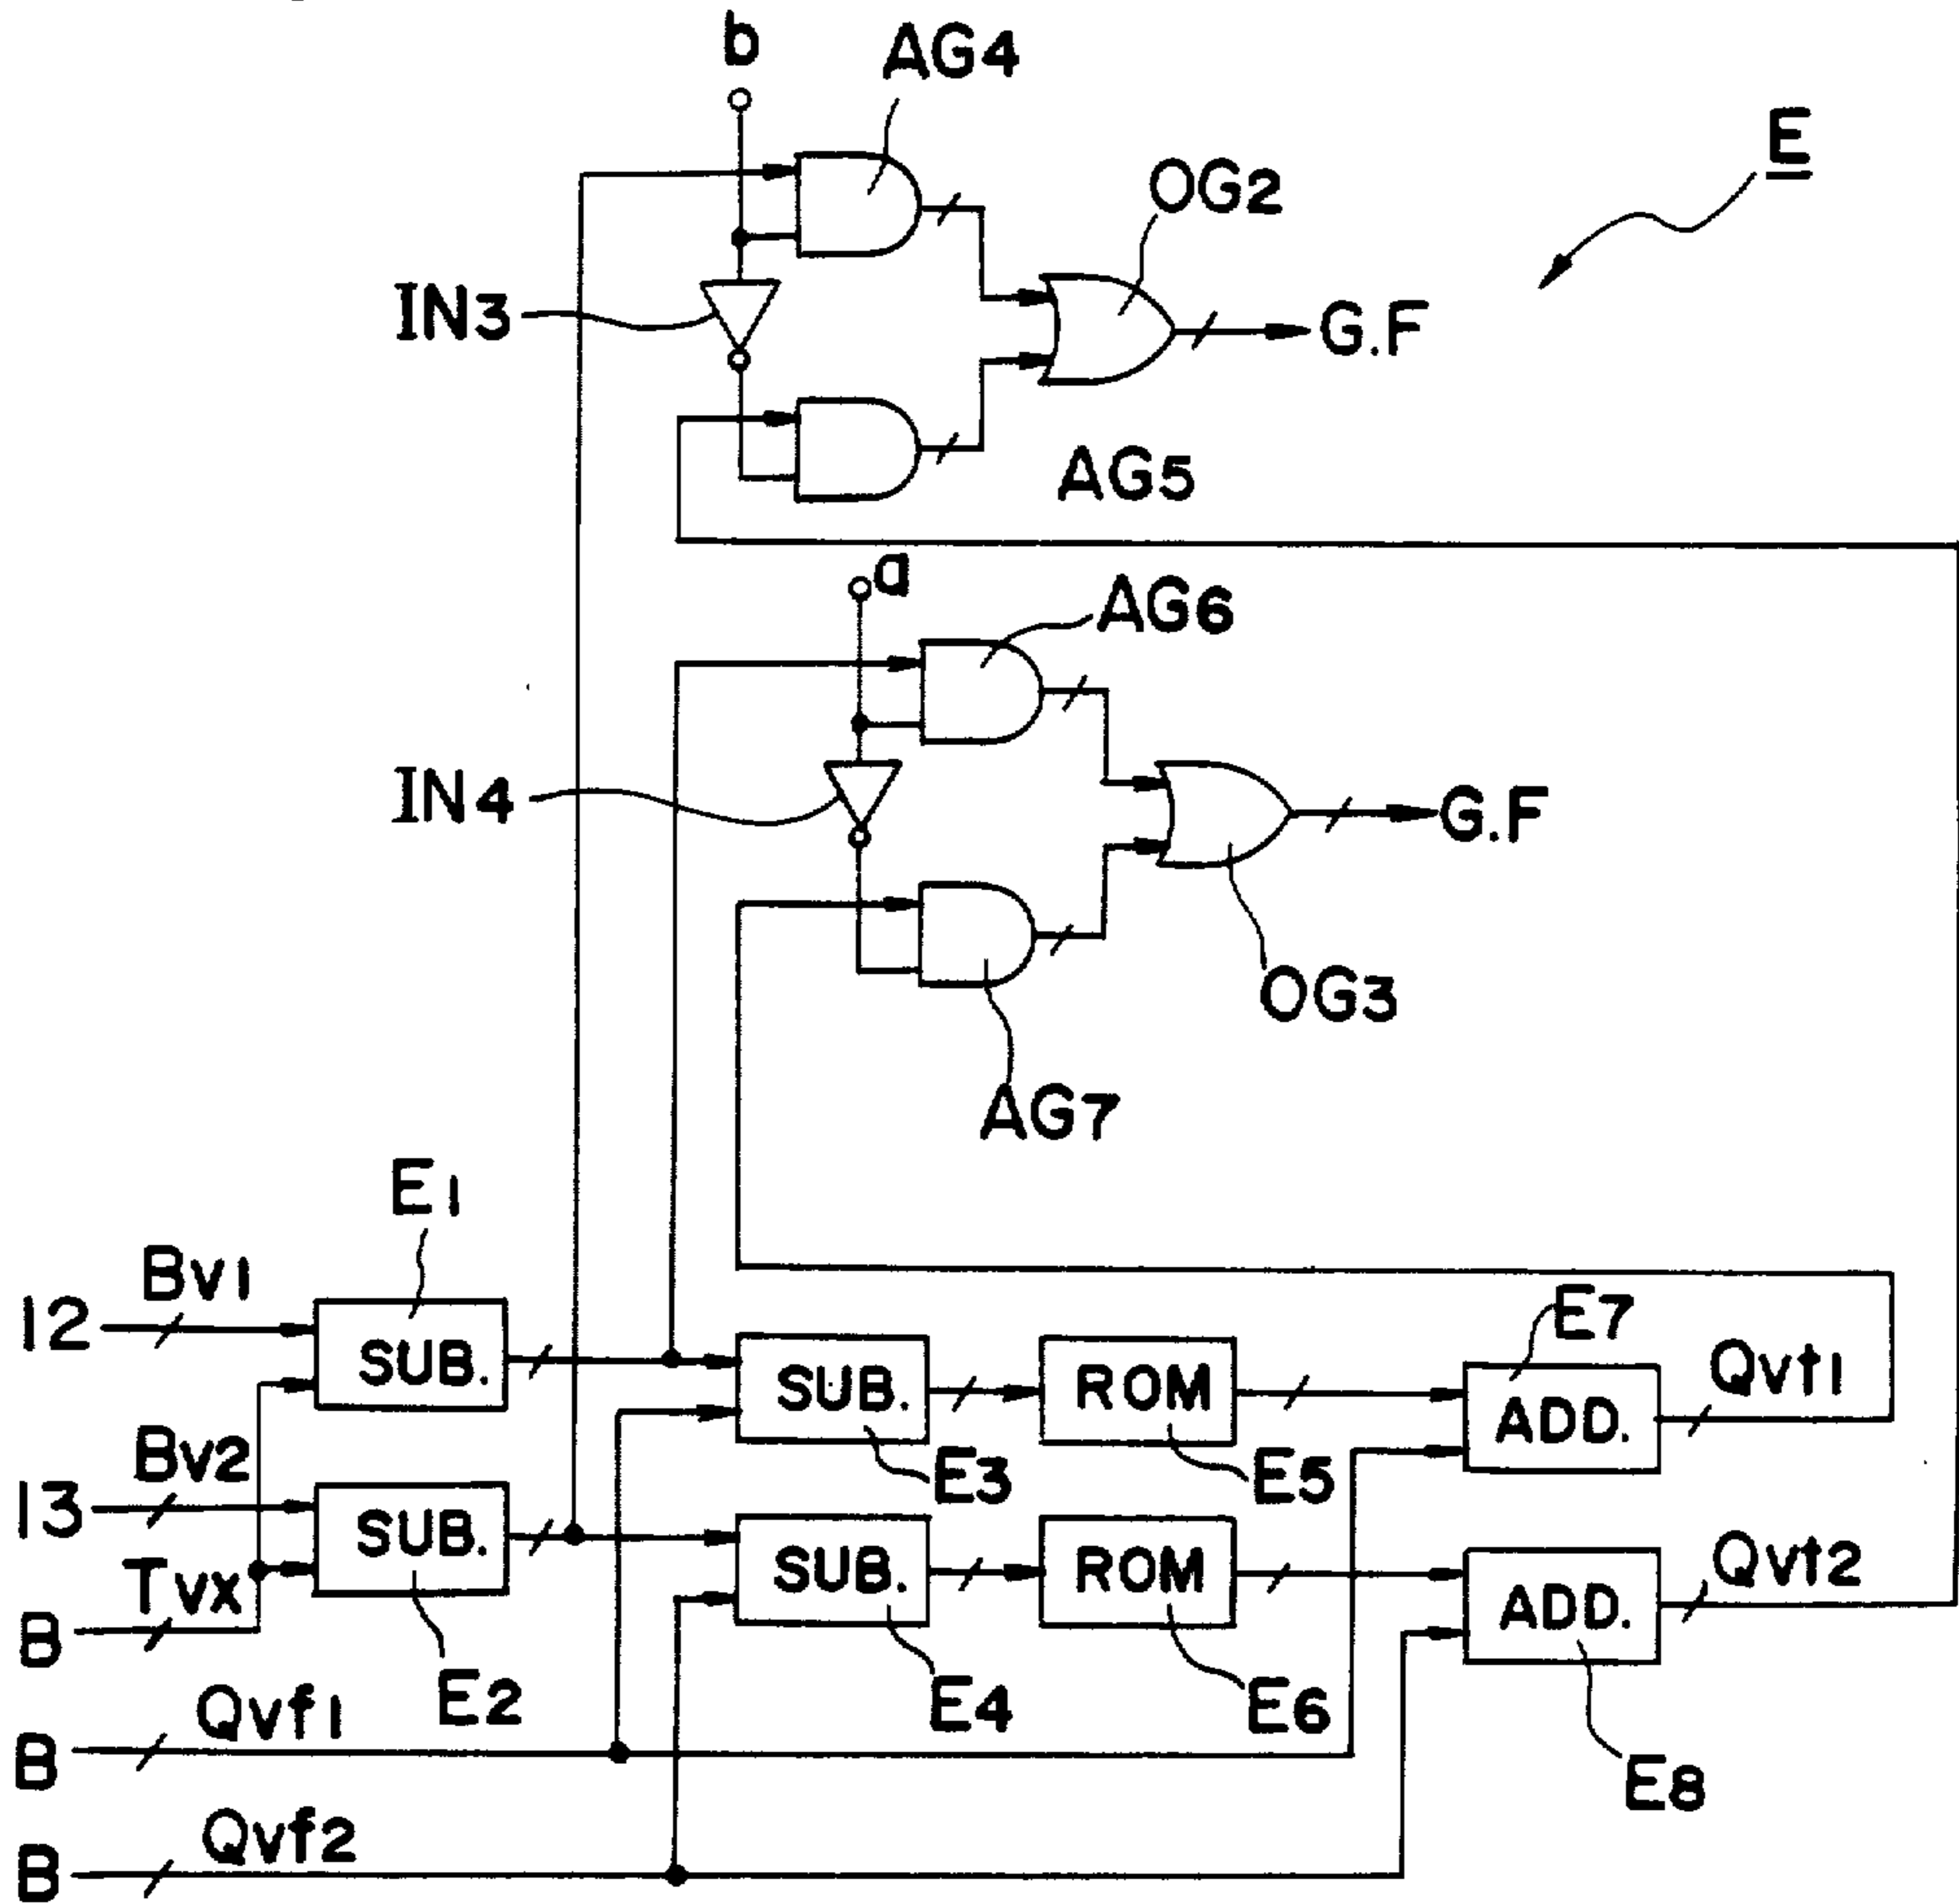 b
AG4
E
OG2
IN3
G.F
AG5
a
AG6
IN4
G.F
OG3
AG7
E1
Bv1
12
SUB.
E7
SUB.
ROM
Qvt1
ADD.
Bv2
E3
E5
13
SUB.
Qvt2
Tvx
SUB.
ROM
ADD.
B
E2
E4
E6
Qvf1
B
E8
Qvf2
B